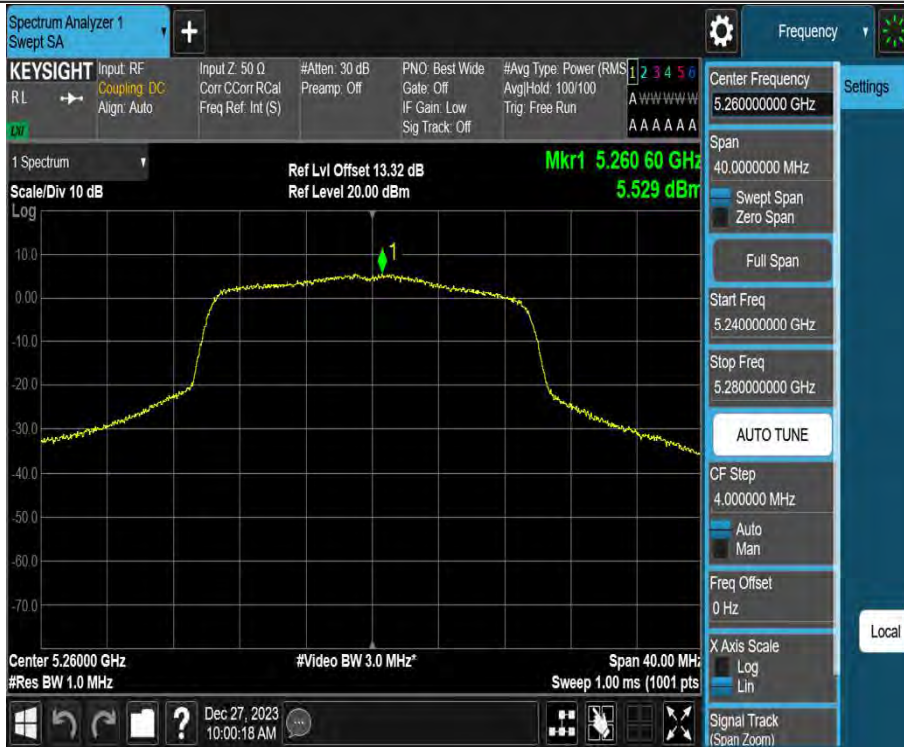 Spectrum Analyzer 1
Swept SA
+
Frequency
KEYSIGHT
R L
LXI
Input: RF
Coupling: DC
Align: Auto
Input Z: 50 Ω
Corr CCorr RCal
Freq Ref: Int (S)
#Atten: 30 dB
Preamp: Off
PNO: Best Wide
Gate: Off
IF Gain: Low
Sig Track: Off
#Avg Type: Power (RMS
Avg|Hold: 100/100
Trig: Free Run
1 2 3 4 5 6
A W W W W W
A A A A A A
1 Spectrum
Scale/Div 10 dB
Log
Ref Lvl Offset 13.32 dB
Ref Level 20.00 dBm
Mkr1 5.260 60 GHz
5.529 dBm
1
10.0
0.00
-10.0
-20.0
-30.0
-40.0
-50.0
-60.0
-70.0
Center 5.26000 GHz
#Res BW 1.0 MHz
#Video BW 3.0 MHz*
Span 40.00 MHz
Sweep 1.00 ms (1001 pts
?
Dec 27, 2023
10:00:18 AM
Center Frequency
5.260000000 GHz
Span
40.0000000 MHz
Swept Span
Zero Span
Full Span
Start Freq
5.240000000 GHz
Stop Freq
5.280000000 GHz
AUTO TUNE
CF Step
4.000000 MHz
Auto
Man
Freq Offset
0 Hz
X Axis Scale
Log
Lin
Signal Track
(Span Zoom)
Settings
Local